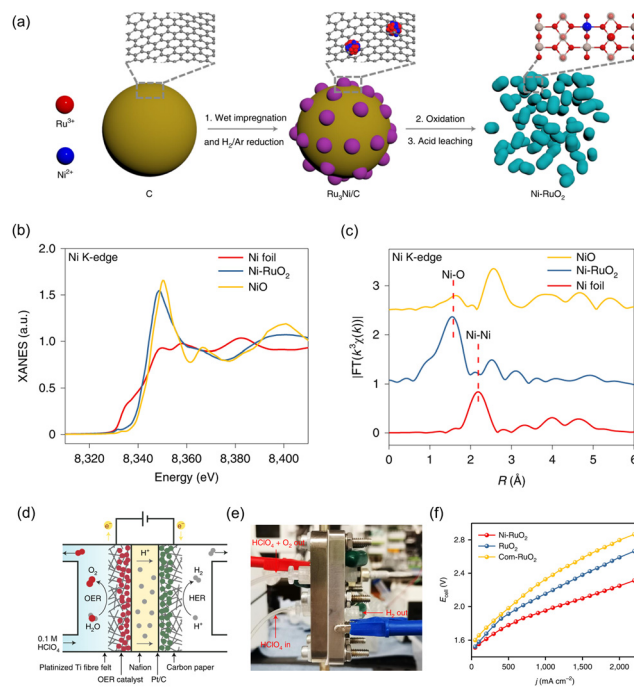 (a)
Ru³⁺
Ni²⁺
C
1. Wet impregnation
and H₂/Ar reduction
Ru₃Ni/C
2. Oxidation
3. Acid leaching
Ni-RuO₂
(b)
Ni K-edge
Ni foil
Ni-RuO₂
NiO
XANES (a.u.)
1.5
1.0
0.5
0
8,320
8,340
8,360
8,380
8,400
Energy (eV)
(c)
Ni K-edge
NiO
Ni-RuO₂
Ni foil
Ni-O
Ni-Ni
|FT(k³χ(k))|
3
2
1
0
0
1
2
3
4
5
6
R (Å)
(d)
e⁻
e⁻
H⁺
O₂
OER
H₂O
H₂
HER
H⁺
0.1 M
HClO₄
Platinized Ti fibre felt
Nafion
Carbon paper
OER catalyst
Pt/C
(e)
HClO₄ + O₂ out
H₂ out
HClO₄ in
(f)
Ni-RuO₂
RuO₂
Com-RuO₂
E cell (V)
2.8
2.4
2.0
1.6
1.2
0
500
1,000
1,500
2,000
j (mA cm⁻²)